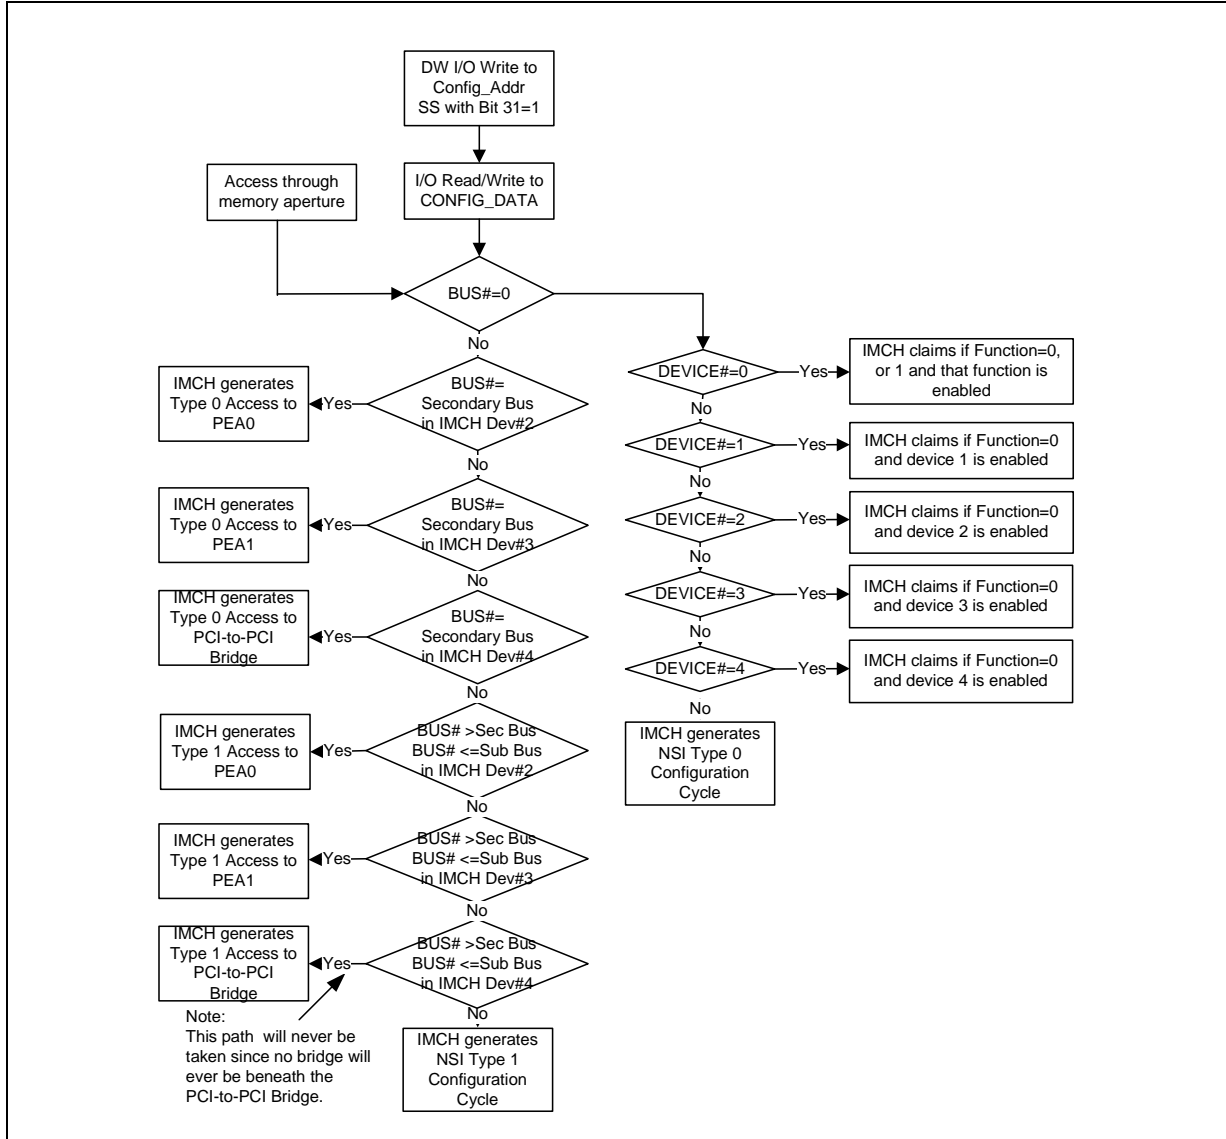 DW I/O Write to
Config_Addr
SS with Bit 31=1
Access through
memory aperture
I/O Read/Write to
CONFIG_DATA
BUS#=0
No
DEVICE#=0
Yes
IMCH claims if Function=0,
or 1 and that function is
enabled
IMCH generates
Type 0 Access to
PEA0
Yes
BUS#=
Secondary Bus
in IMCH Dev#2
No
DEVICE#=1
Yes
IMCH claims if Function=0
and device 1 is enabled
No
No
IMCH generates
Type 0 Access to
PEA1
Yes
BUS#=
Secondary Bus
in IMCH Dev#3
DEVICE#=2
Yes
IMCH claims if Function=0
and device 2 is enabled
No
No
DEVICE#=3
Yes
IMCH claims if Function=0
and device 3 is enabled
IMCH generates
Type 0 Access to
PCI-to-PCI
Bridge
Yes
BUS#=
Secondary Bus
in IMCH Dev#4
No
DEVICE#=4
Yes
IMCH claims if Function=0
and device 4 is enabled
No
No
IMCH generates
NSI Type 0
Configuration
Cycle
IMCH generates
Type 1 Access to
PEA0
Yes
BUS# >Sec Bus
BUS# <=Sub Bus
in IMCH Dev#2
No
IMCH generates
Type 1 Access to
PEA1
Yes
BUS# >Sec Bus
BUS# <=Sub Bus
in IMCH Dev#3
No
IMCH generates
Type 1 Access to
PCI-to-PCI
Bridge
Yes
BUS# >Sec Bus
BUS# <=Sub Bus
in IMCH Dev#4
No
Note:
This path will never be
taken since no bridge will
ever be beneath the
PCI-to-PCI Bridge.
IMCH generates
NSI Type 1
Configuration
Cycle